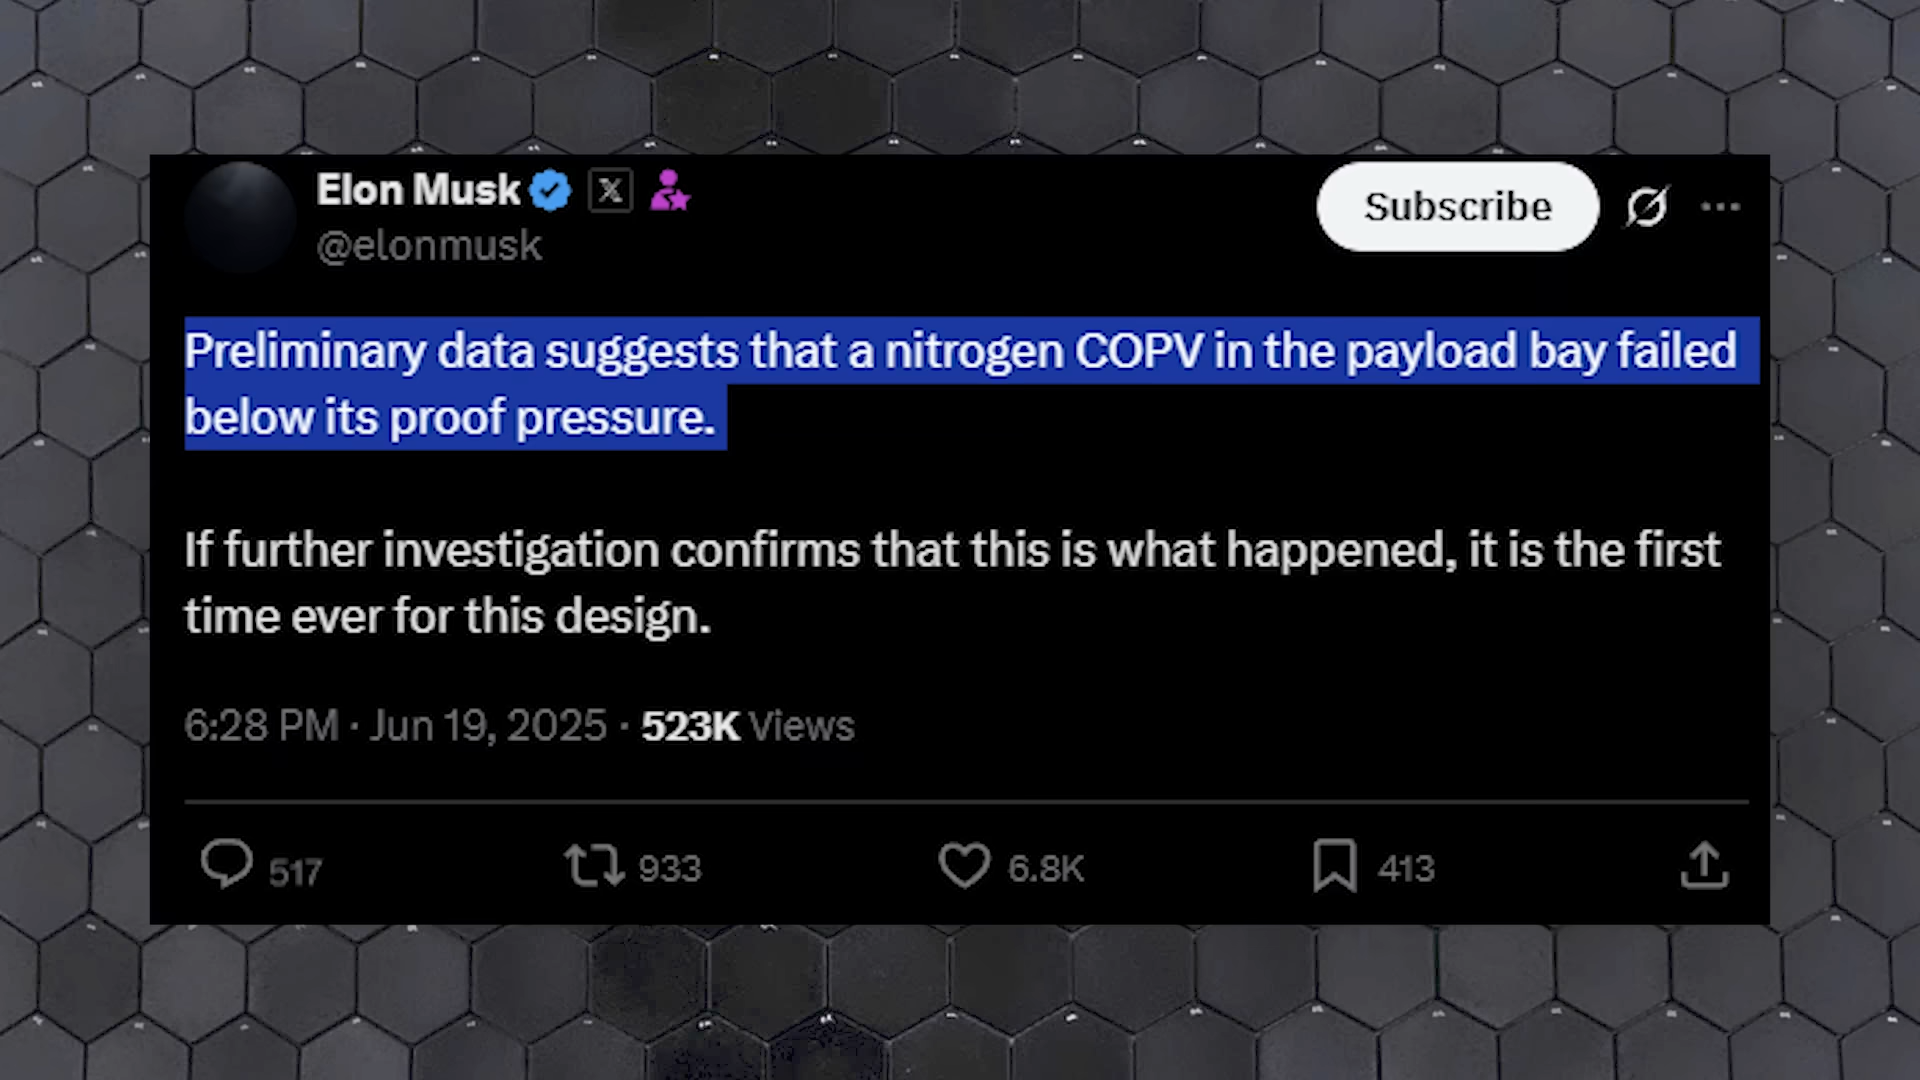 Elon Musk
@elonmusk
Subscribe
Preliminary data suggests that a nitrogen COPV in the payload bay failed
below its proof pressure.
If further investigation confirms that this is what happened, it is the first
time ever for this design.
6:28 PM · Jun 19, 2025 · 523K Views
517 933 6.8K 413